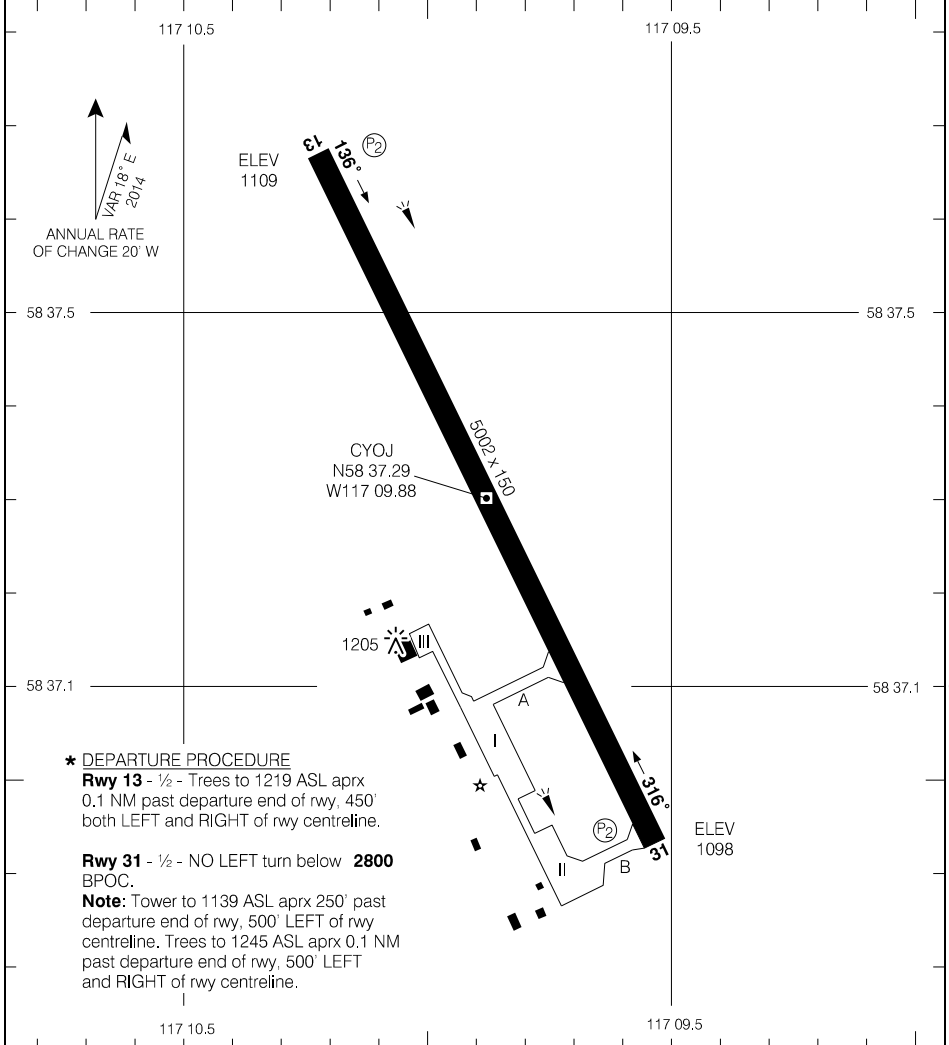 117 10.5
117 09.5
13
136°
P2
ELEV
1109
VAR 18° E
2014
ANNUAL RATE
OF CHANGE 20' W
58 37.5
58 37.5
5002 x 150
CYOJ
N58 37.29
W117 09.88
1205
III
58 37.1
58 37.1
A
I
* DEPARTURE PROCEDURE
Rwy 13 - ½ - Trees to 1219 ASL aprx
0.1 NM past departure end of rwy, 450'
both LEFT and RIGHT of rwy centreline.
316°
P2
ELEV
1098
31
B
II
Rwy 31 - ½ - NO LEFT turn below 2800
BPOC.
Note: Tower to 1139 ASL aprx 250' past
departure end of rwy, 500' LEFT of rwy
centreline. Trees to 1245 ASL aprx 0.1 NM
past departure end of rwy, 500' LEFT
and RIGHT of rwy centreline.
117 10.5
117 09.5